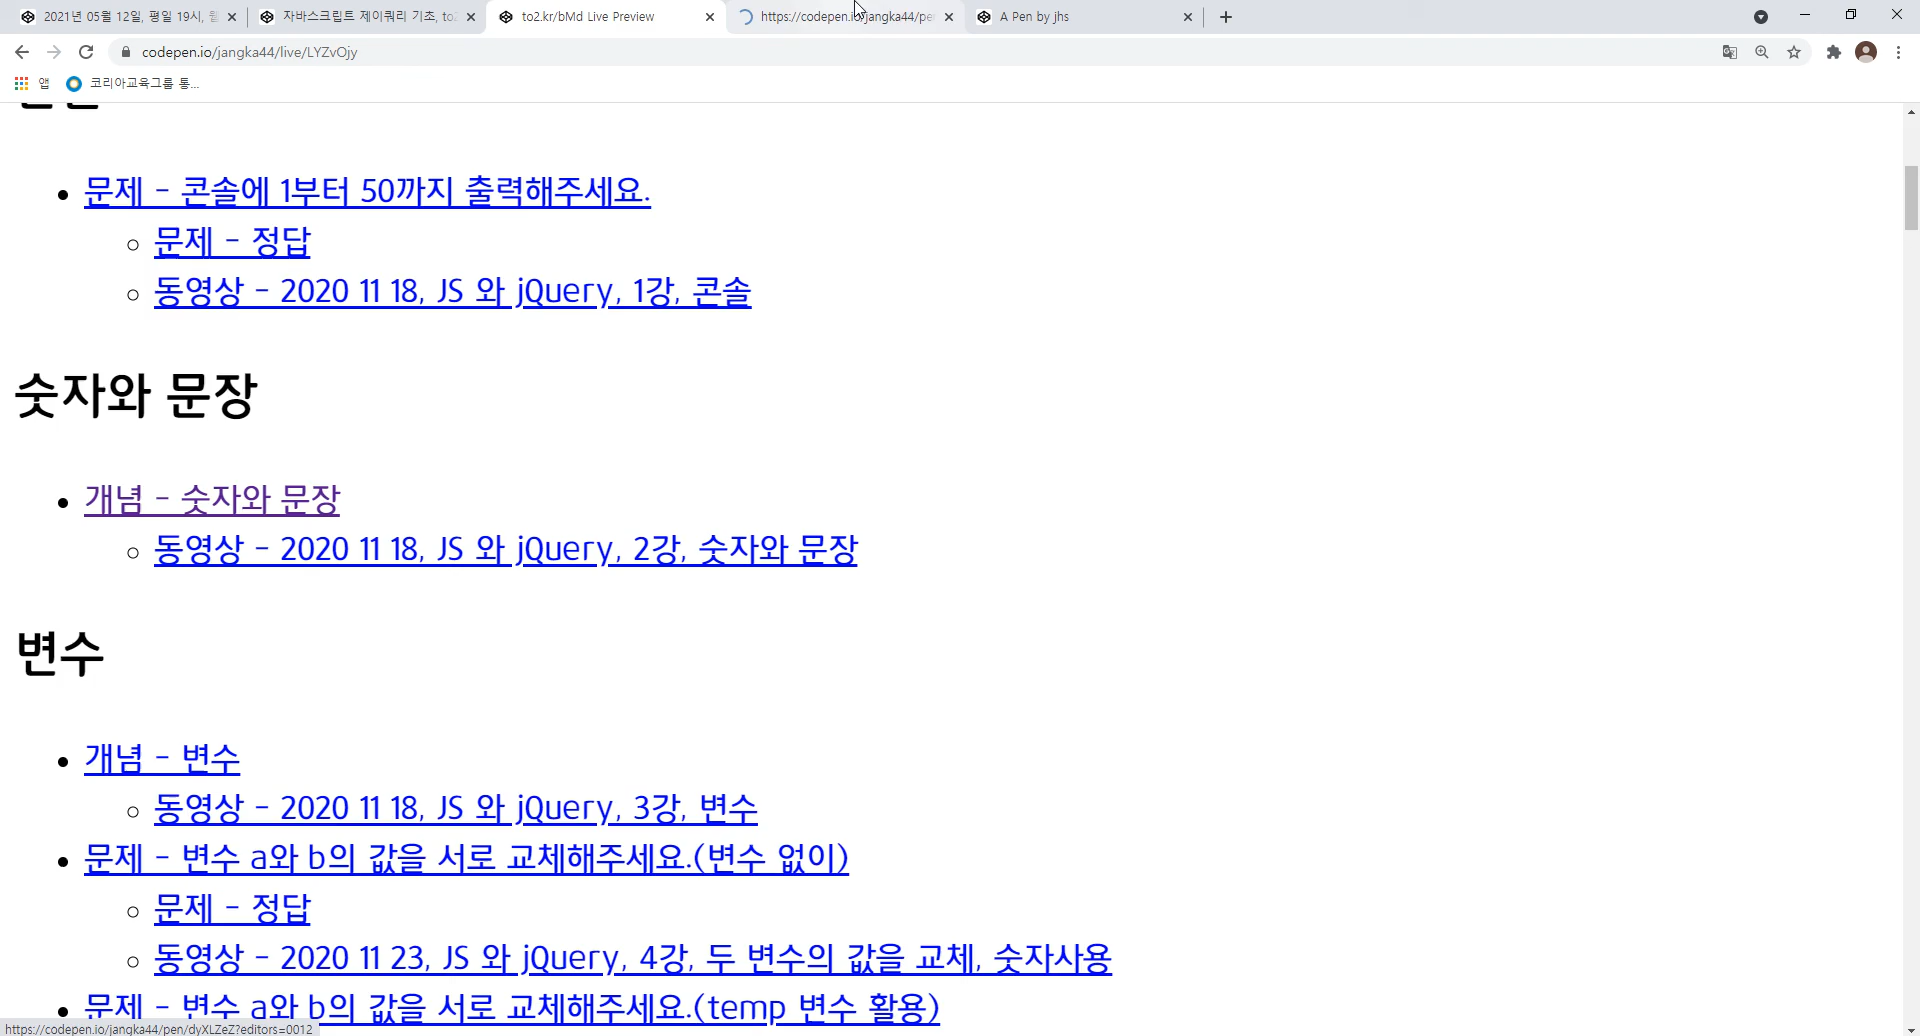 2021년 05월 12일, 평일 19시, 월
자바스크립트 제이쿼리 기초, to2
to2.kr/bMd Live Preview
https://codepen.io/jangka44/pe
A Pen by jhs
codepen.io/jangka44/live/LYZvOjy
앱
코리아교육그룹 통...
문제 - 콘솔에 1부터 50까지 출력해주세요.
문제 - 정답
동영상 - 2020 11 18, JS 와 jQuery, 1강, 콘솔
숫자와 문장
개념 - 숫자와 문장
동영상 - 2020 11 18, JS 와 jQuery, 2강, 숫자와 문장
변수
개념 - 변수
동영상 - 2020 11 18, JS 와 jQuery, 3강, 변수
문제 - 변수 a와 b의 값을 서로 교체해주세요.(변수 없이)
문제 - 정답
동영상 - 2020 11 23, JS 와 jQuery, 4강, 두 변수의 값을 교체, 숫자사용
문제 - 변수 a와 b의 값을 서로 교체해주세요.(temp 변수 활용)
https://codepen.io/jangka44/pen/dyXLZeZ?editors=0012